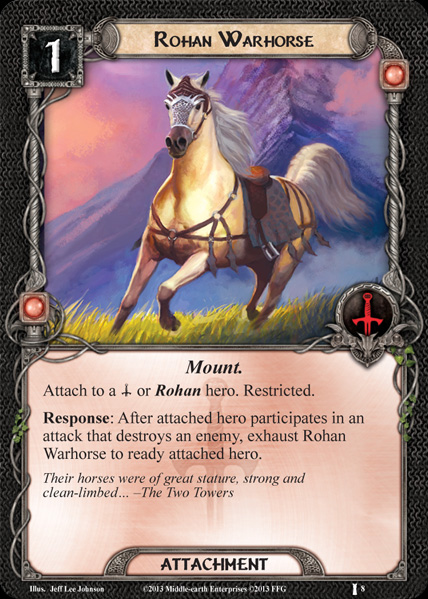 1
Rohan Warhorse
Mount.
Attach to a or Rohan hero. Restricted.
Response: After attached hero participates in an
attack that destroys an enemy, exhaust Rohan
Warhorse to ready attached hero.
Their horses were of great stature, strong and
clean-limbed… –The Two Towers
ATTACHMENT
Illus. Jeff Lee Johnson ©2013 Middle-earth Enterprises ©2013 FFG 8